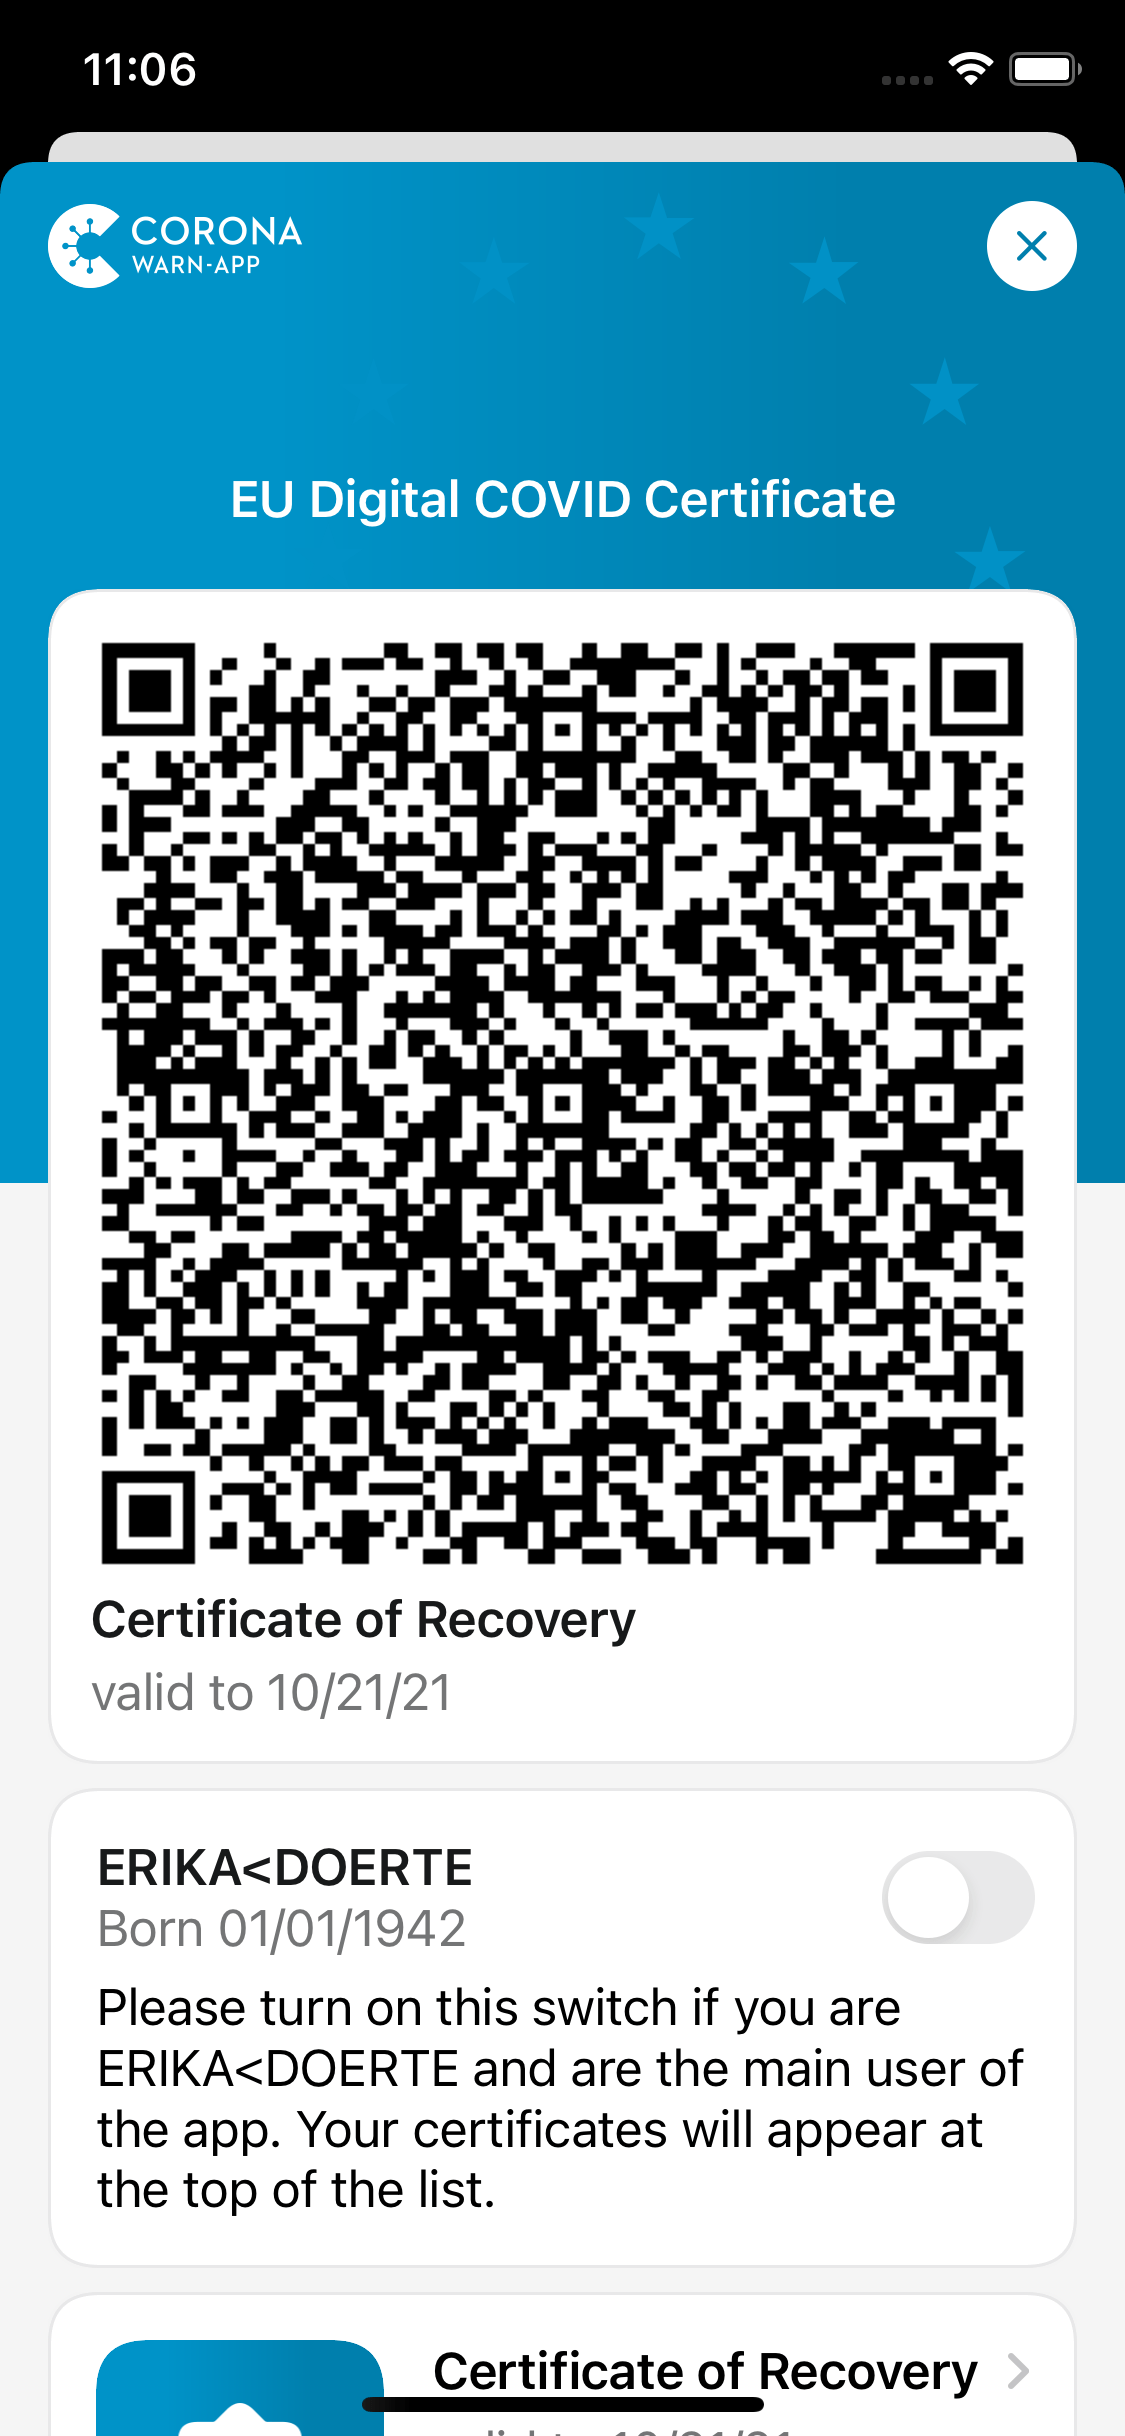 11:06
CORONA
WARN-APP
EU Digital COVID Certificate
Certificate of Recovery
valid to 10/21/21
ERIKA<DOERTE
Born 01/01/1942
Please turn on this switch if you are
ERIKA<DOERTE and are the main user of
the app. Your certificates will appear at
the top of the list.
Certificate of Recovery